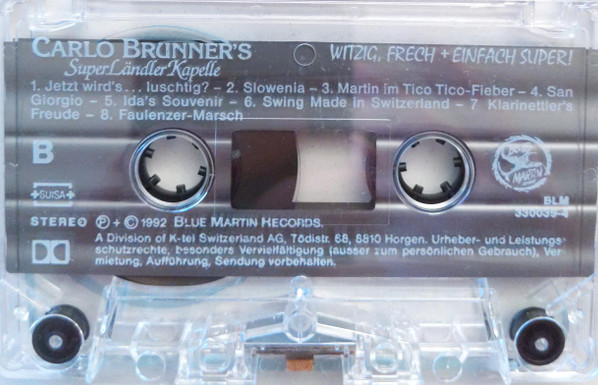 CARLO BRUNNER'S
SuperLändlerKapelle
WITZIG, FRECH + EINFACH SUPER!
1. Jetzt wird's... luschtig? – 2. Slowenia – 3. Martin im Tico Tico-Fieber – 4. San
Giorgio – 5. Ida's Souvenir – 6. Swing Made in Switzerland – 7 Klarinettler's
Freude – 8. Faulenzer-Marsch
B
MARTIN
SUISA
BLM
330039-4
STEREO Ⓟ + © 1992 BLUE MARTIN RECORDS.
A Division of K-tel Switzerland AG, Tödistr. 68, 8810 Horgen. Urheber- und Leistungs-
schutzrechte, besonders Vervielfältigung (ausser zum persönlichen Gebrauch), Ver
mietung, Aufführung, Sendung vorbehalten.